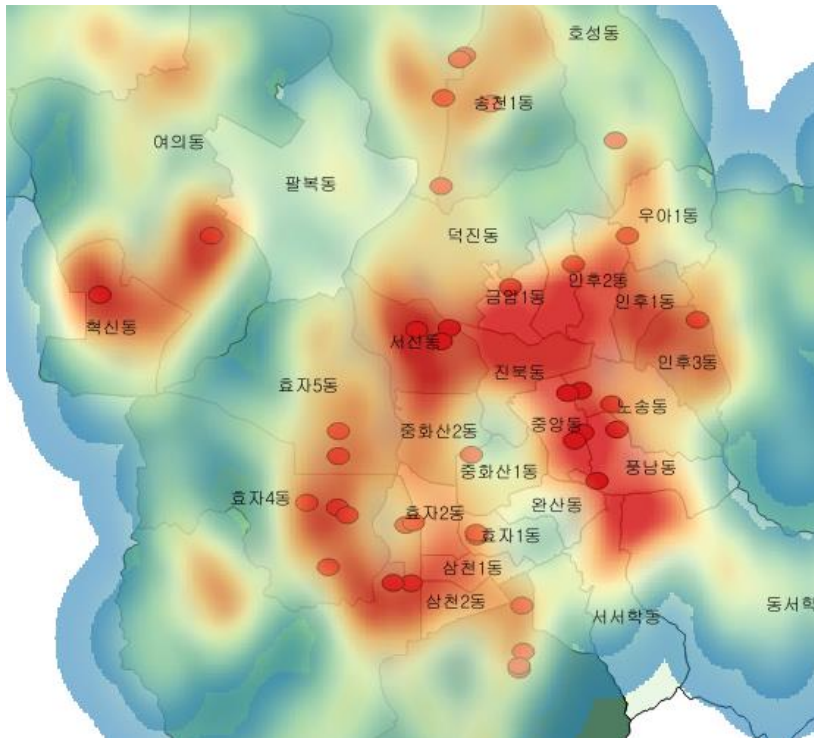 호성동
송천1동
여의동
팔복동
우아1동
덕진동
인후2동
금암1동
인후1동
혁신동
서신동
인후3동
진북동
효자5동
노송동
중앙동
중화산2동
풍남동
중화산1동
효자4동
완산동
효자2동
효자1동
삼천1동
삼천2동
동서학
서서학동